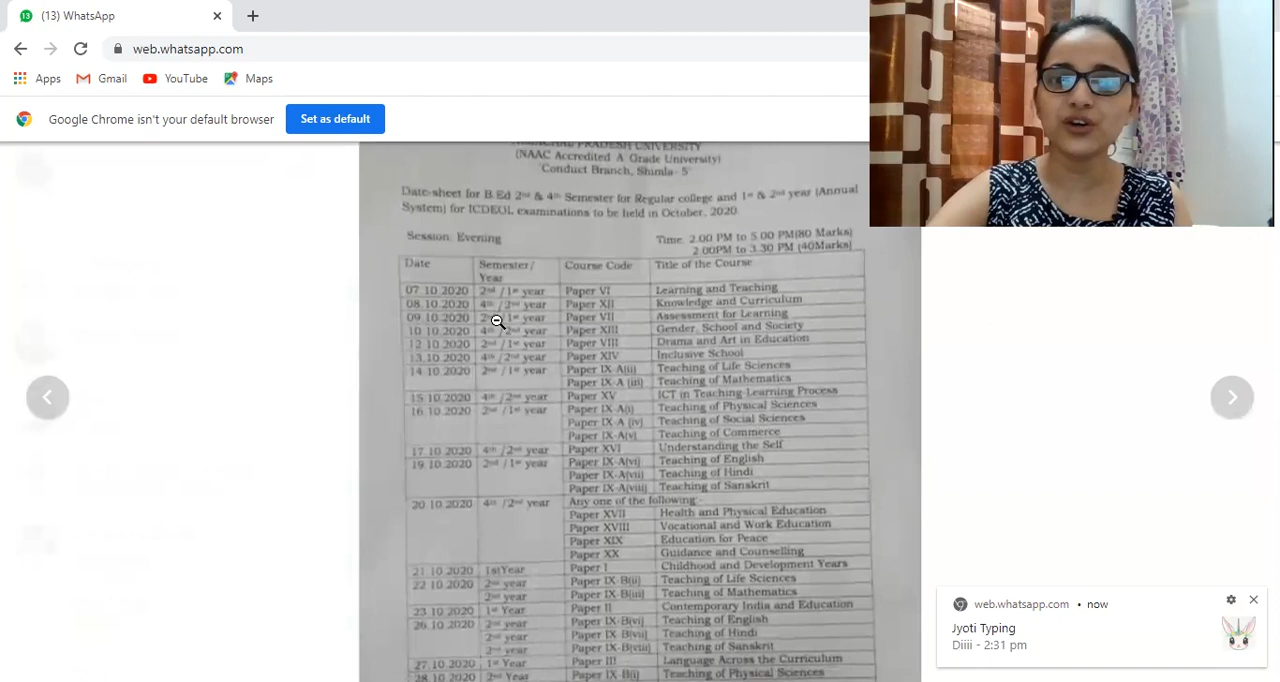 (13) WhatsApp
web.whatsapp.com
Apps Gmail YouTube Maps
Google Chrome isn't your default browser Set as default
PRADESH UNIVERSITY
(NAAC Accredited A Grade University)
Conduct Branch, Shimla - 5
Date-sheet for B.Ed 2nd & 4th Semester for Regular college and 1st & 2nd year (Annual
System) for ICDEOL examinations to be held in October, 2020.
Session: Evening Time: 2.00 PM to 5.00 PM(80 Marks)
2.00PM to 3.30 PM (40Marks)
Date Semester/ Year Course Code Title of the Course
07.10.2020 2nd /1st year Paper VI Learning and Teaching
08.10.2020 4th /2nd year Paper XII Knowledge and Curriculum
09.10.2020 1st year Paper VII Assessment for Learning
10.10.2020 4th /2nd year Paper XIII Gender, School and Society
12.10.2020 2nd /1st year Paper VIII Drama and Art in Education
13.10.2020 4th /2nd year Paper XIV Inclusive School
14.10.2020 2nd /1st year Paper IX-A(ii) Teaching of Life Sciences
Paper IX-A (iii) Teaching of Mathematics
15.10.2020 4th /2nd year Paper XV ICT in Teaching-Learning Process
16.10.2020 2nd /1st year Paper IX-A(i) Teaching of Physical Sciences
Paper IX-A (iv) Teaching of Social Sciences
Paper IX-A(v) Teaching of Commerce
17.10.2020 4th /2nd year Paper XVI Understanding the Self
19.10.2020 2nd /1st year Paper IX-A(vi) Teaching of English
Paper IX-A(vii) Teaching of Hindi
Paper IX-A(viii) Teaching of Sanskrit
20.10.2020 4th /2nd year Any one of the following:-
Paper XVII Health and Physical Education
Paper XVIII Vocational and Work Education
Paper XIX Education for Peace
Paper XX Guidance and Counselling
21.10.2020 1stYear Paper I Childhood and Development Years
22.10.2020 2nd year Paper IX-B(ii) Teaching of Life Sciences
2nd year Paper IX-B(iii) Teaching of Mathematics
23.10.2020 1st Year Paper II Contemporary India and Education
26.10.2020 2nd year Paper IX-B(vi) Teaching of English
2nd year Paper IX-B(vii) Teaching of Hindi
2nd year Paper IX-B(viii) Teaching of Sanskrit
27.10.2020 1st Year Paper III Language Across the Curriculum
28.10.2020 2nd Year Paper IX-B(i) Teaching of Physical Sciences
web.whatsapp.com • now
Jyoti Typing
Diiii - 2:31 pm